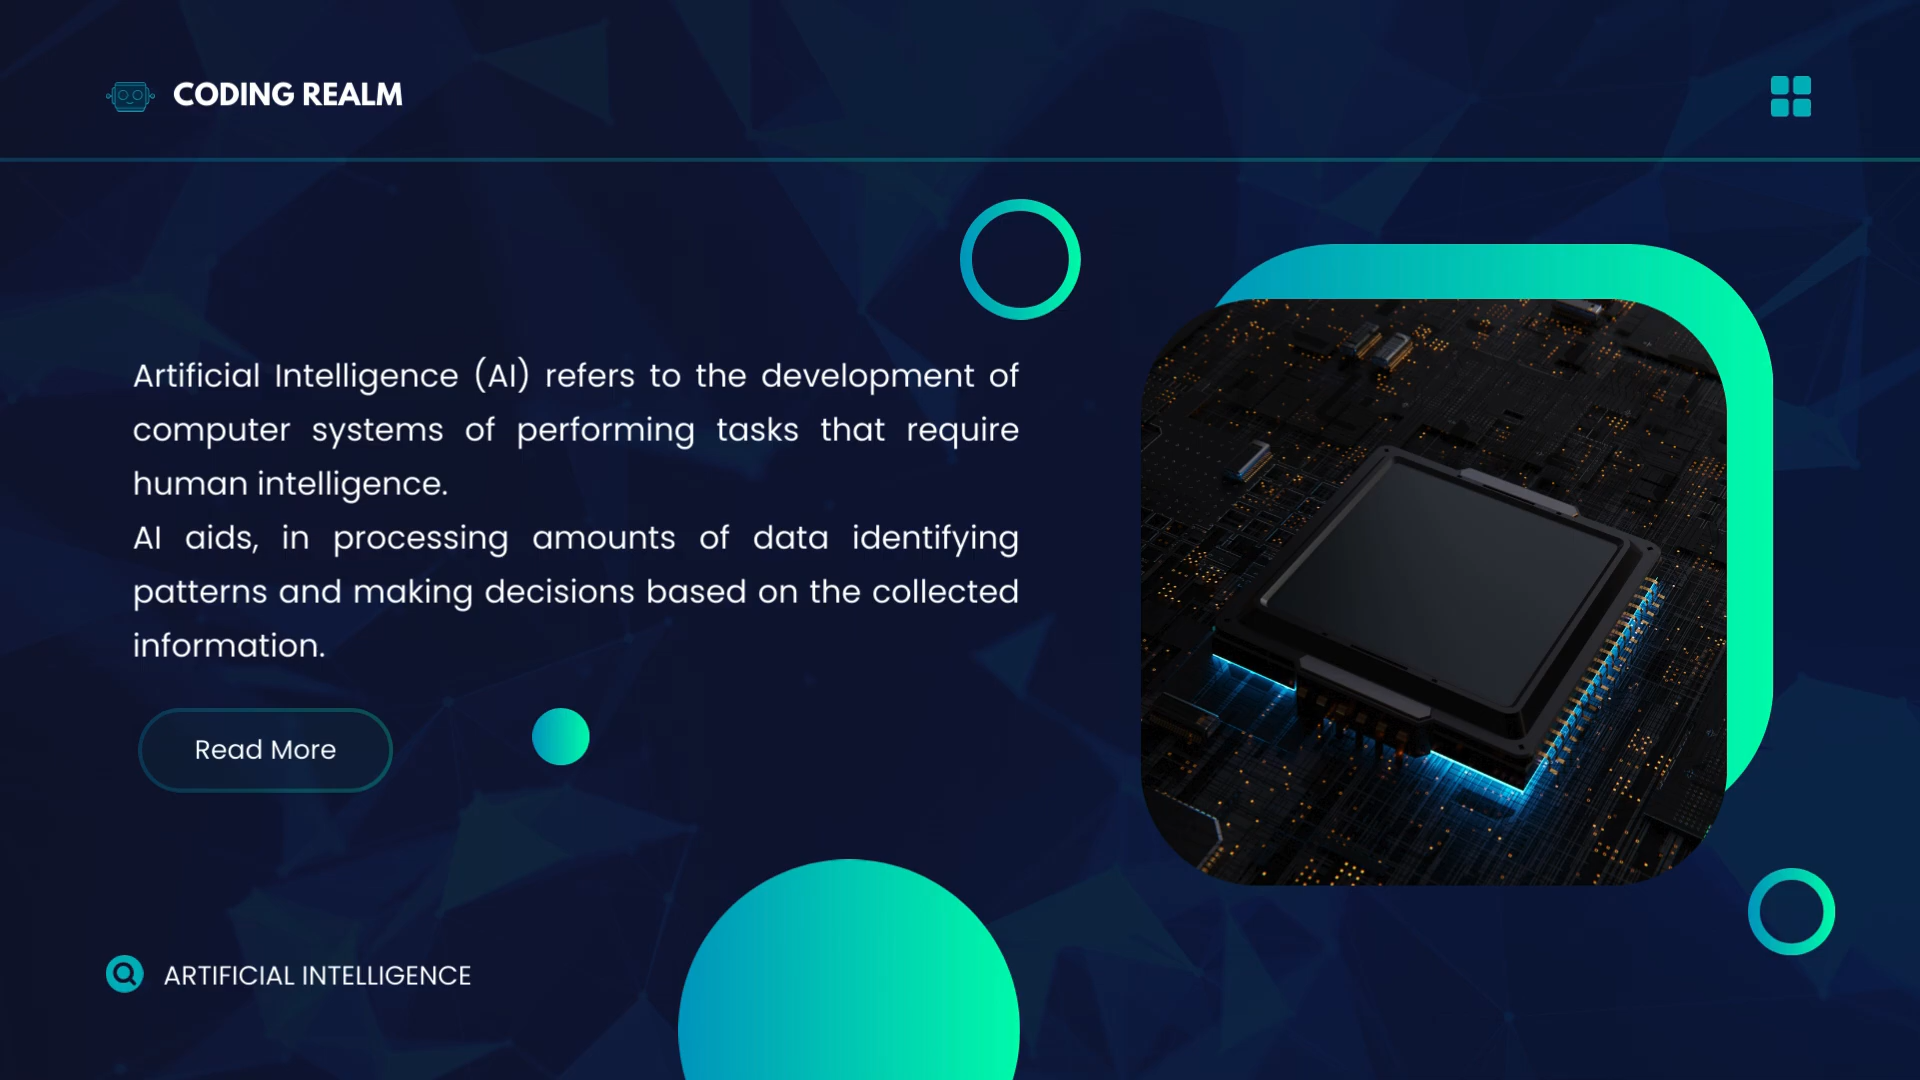 CODING REALM
Artificial Intelligence (AI) refers to the development of
computer systems of performing tasks that require
human intelligence.
AI aids, in processing amounts of data identifying
patterns and making decisions based on the collected
information.
Read More
ARTIFICIAL INTELLIGENCE